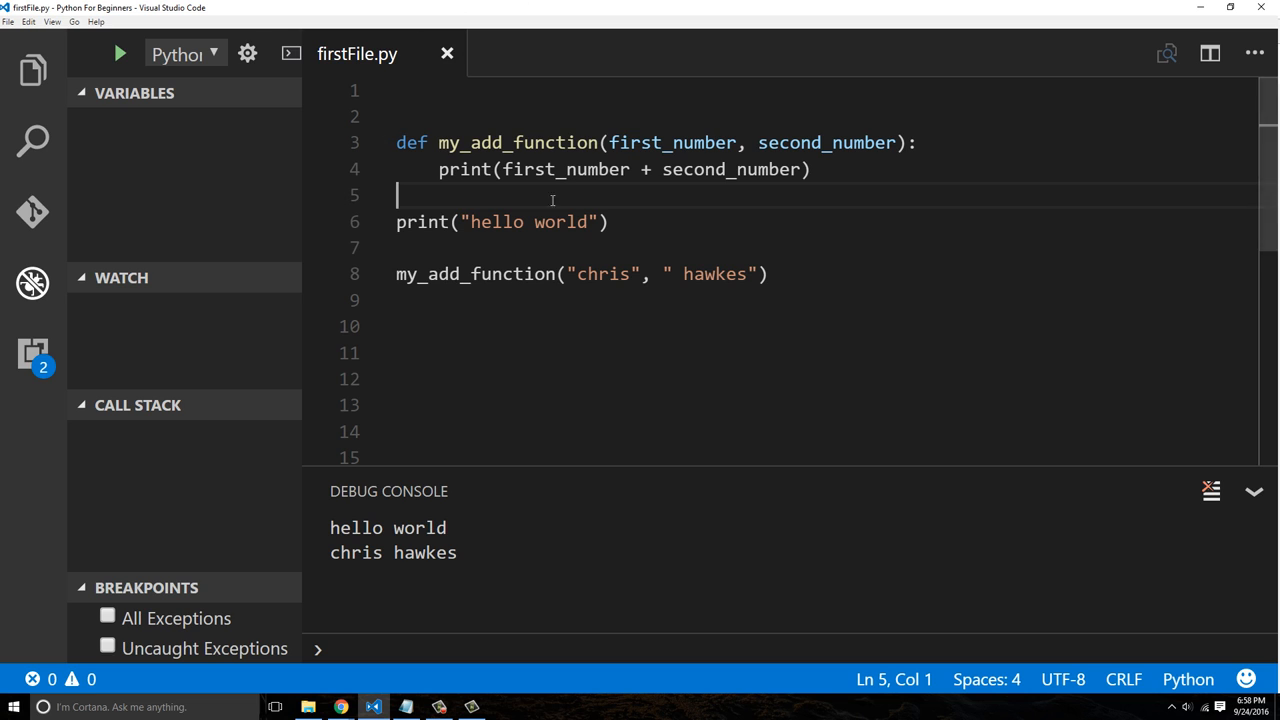 firstFile.py - Python For Beginners - Visual Studio Code
File Edit View Go Help
Python
firstFile.py
VARIABLES
WATCH
CALL STACK
BREAKPOINTS
All Exceptions
Uncaught Exceptions
2
1
2
3 def my_add_function(first_number, second_number):
4 print(first_number + second_number)
5
6 print("hello world")
7
8 my_add_function("chris", " hawkes")
9
10
11
12
13
14
15
DEBUG CONSOLE
hello world
chris hawkes
0 0
Ln 5, Col 1 Spaces: 4 UTF-8 CRLF Python
I'm Cortana. Ask me anything.
6:58 PM
9/24/2016